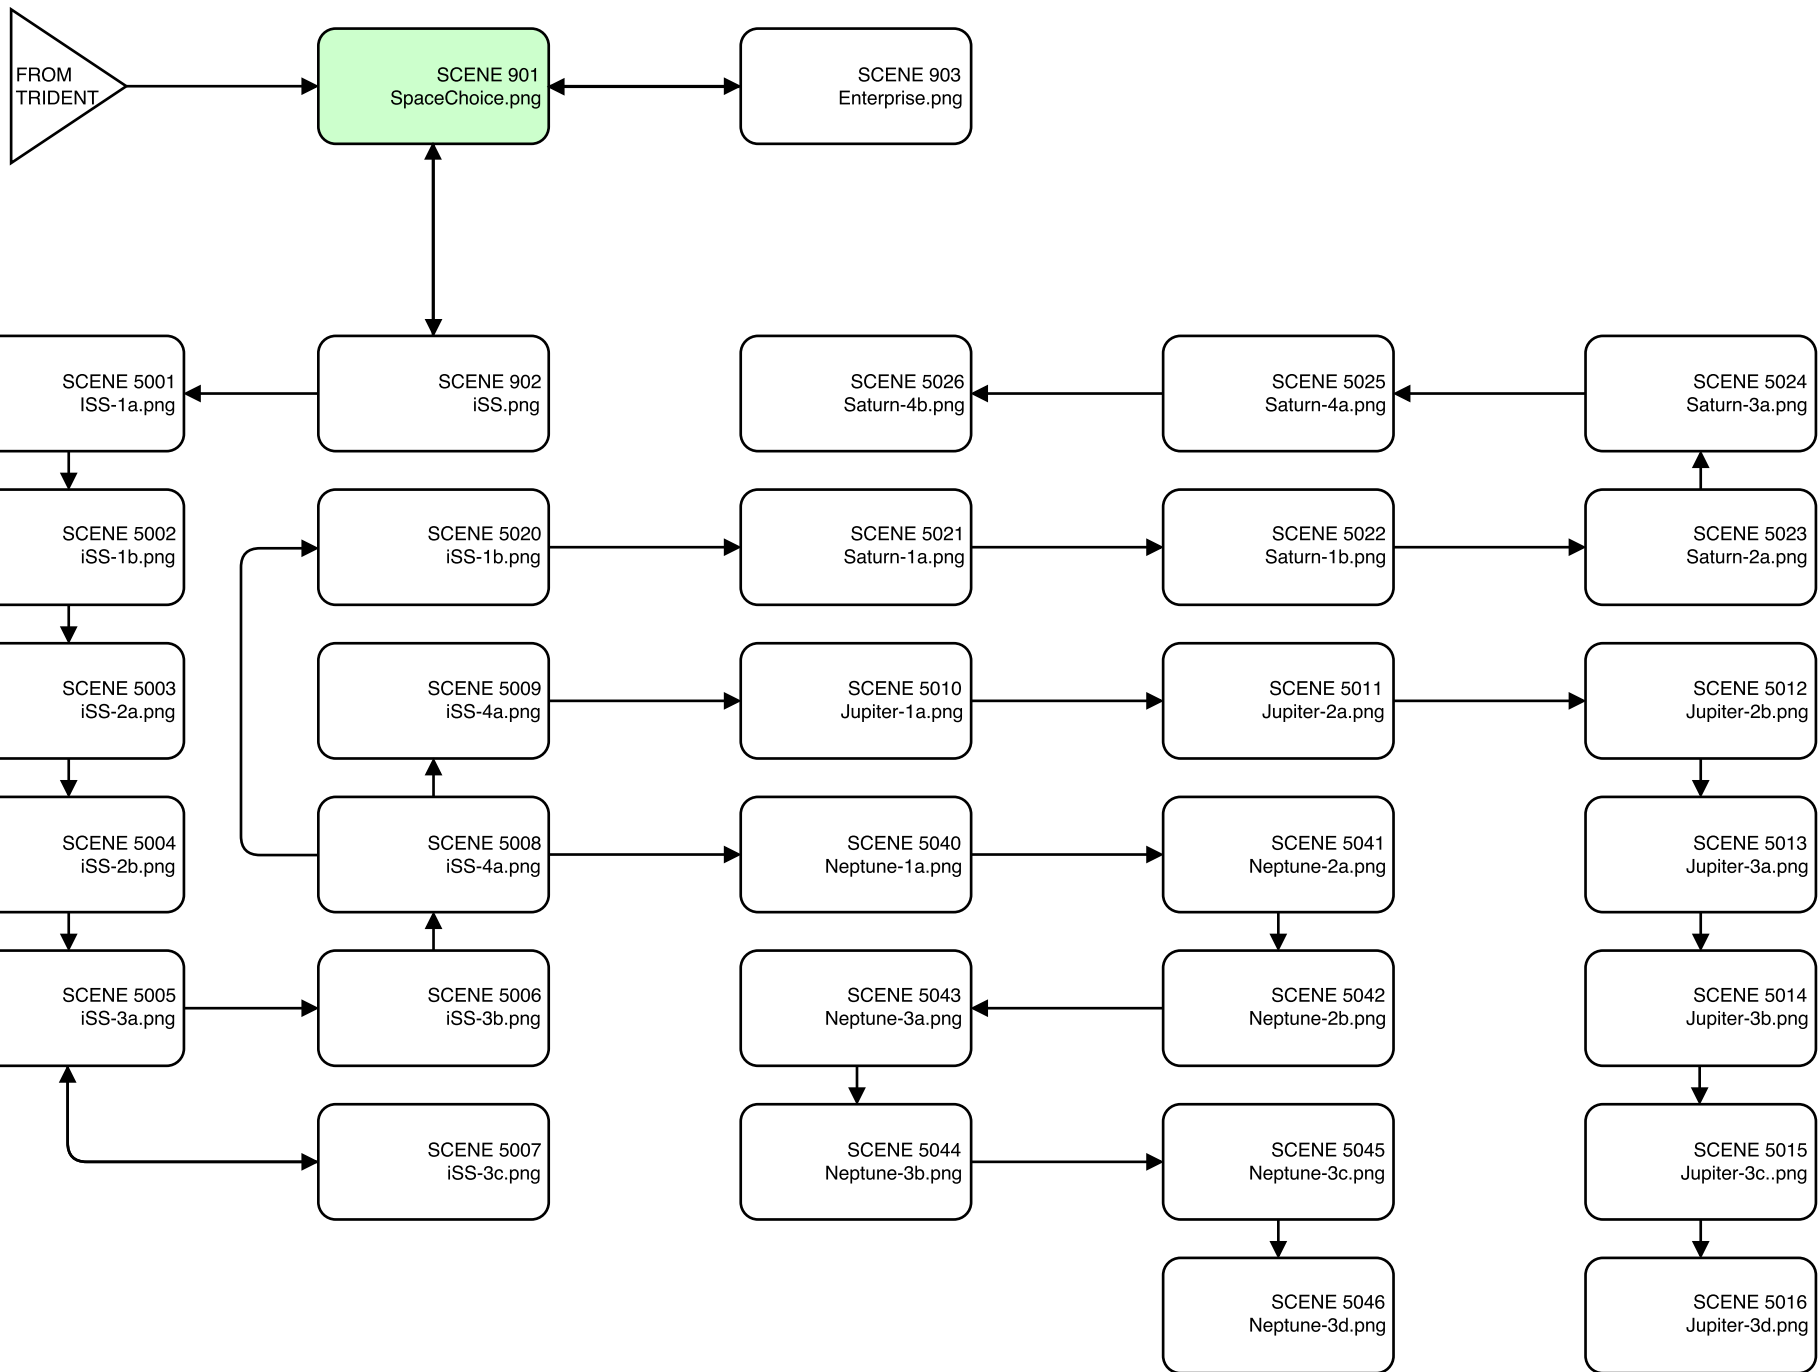 FROM
TRIDENT
SCENE 901
SpaceChoice.png
SCENE 903
Enterprise.png
SCENE 5001
ISS-1a.png
SCENE 902
iSS.png
SCENE 5026
Saturn-4b.png
SCENE 5025
Saturn-4a.png
SCENE 5024
Saturn-3a.png
SCENE 5002
iSS-1b.png
SCENE 5020
iSS-1b.png
SCENE 5021
Saturn-1a.png
SCENE 5022
Saturn-1b.png
SCENE 5023
Saturn-2a.png
SCENE 5003
iSS-2a.png
SCENE 5009
iSS-4a.png
SCENE 5010
Jupiter-1a.png
SCENE 5011
Jupiter-2a.png
SCENE 5012
Jupiter-2b.png
SCENE 5004
iSS-2b.png
SCENE 5008
iSS-4a.png
SCENE 5040
Neptune-1a.png
SCENE 5041
Neptune-2a.png
SCENE 5013
Jupiter-3a.png
SCENE 5005
iSS-3a.png
SCENE 5006
iSS-3b.png
SCENE 5043
Neptune-3a.png
SCENE 5042
Neptune-2b.png
SCENE 5014
Jupiter-3b.png
SCENE 5007
iSS-3c.png
SCENE 5044
Neptune-3b.png
SCENE 5045
Neptune-3c.png
SCENE 5015
Jupiter-3c..png
SCENE 5046
Neptune-3d.png
SCENE 5016
Jupiter-3d.png